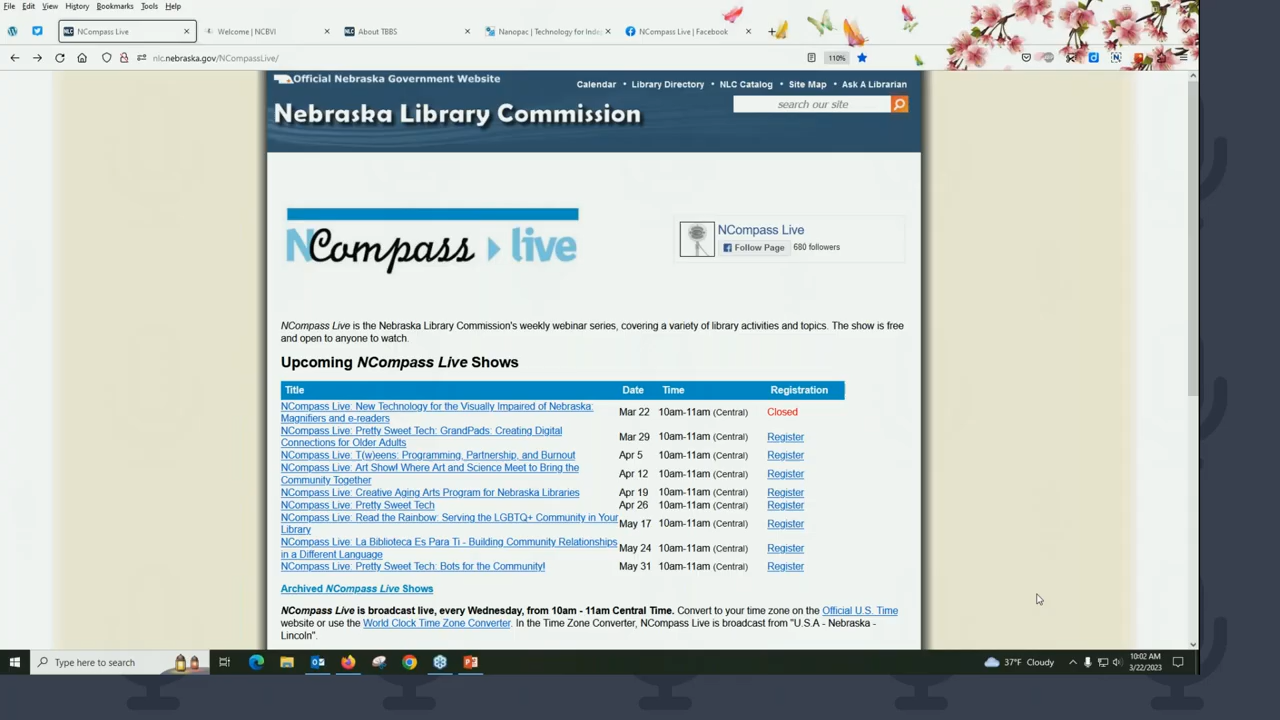 File Edit View History Bookmarks Tools Help
NCompass Live
Welcome | NCBVI
About TBBS
Nanopac | Technology for Inde
NCompass Live | Facebook
nlc.nebraska.gov/NCompassLive/
110%
Official Nebraska Government Website
Calendar • Library Directory • NLC Catalog • Site Map • Ask A Librarian
Nebraska Library Commission
search our site
NCompass live
NCompass Live
Follow Page 680 followers
NCompass Live is the Nebraska Library Commission's weekly webinar series, covering a variety of library activities and topics. The show is free
and open to anyone to watch.
Upcoming NCompass Live Shows
Title Date Time Registration
NCompass Live: New Technology for the Visually Impaired of Nebraska:
Magnifiers and e-readers
Mar 22 10am-11am (Central) Closed
NCompass Live: Pretty Sweet Tech: GrandPads: Creating Digital
Connections for Older Adults
Mar 29 10am-11am (Central) Register
NCompass Live: T(w)eens: Programming, Partnership, and Burnout Apr 5 10am-11am (Central) Register
NCompass Live: Art Show! Where Art and Science Meet to Bring the
Community Together
Apr 12 10am-11am (Central) Register
NCompass Live: Creative Aging Arts Program for Nebraska Libraries Apr 19 10am-11am (Central) Register
NCompass Live: Pretty Sweet Tech Apr 26 10am-11am (Central) Register
NCompass Live: Read the Rainbow: Serving the LGBTQ+ Community in Your
Library
May 17 10am-11am (Central) Register
NCompass Live: La Biblioteca Es Para Ti - Building Community Relationships
in a Different Language
May 24 10am-11am (Central) Register
NCompass Live: Pretty Sweet Tech: Bots for the Community! May 31 10am-11am (Central) Register
Archived NCompass Live Shows
NCompass Live is broadcast live, every Wednesday, from 10am - 11am Central Time. Convert to your time zone on the Official U.S. Time
website or use the World Clock Time Zone Converter. In the Time Zone Converter, NCompass Live is broadcast from "U.S.A - Nebraska -
Lincoln".
Type here to search
37°F Cloudy
10:02 AM
3/22/2023